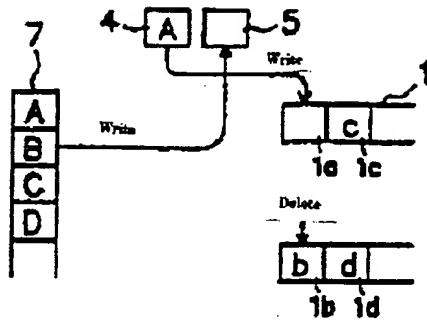 4 A 5
7
Write 1
A
c
B Write
1a 1c
C
D
Delete
b d
1b 1d